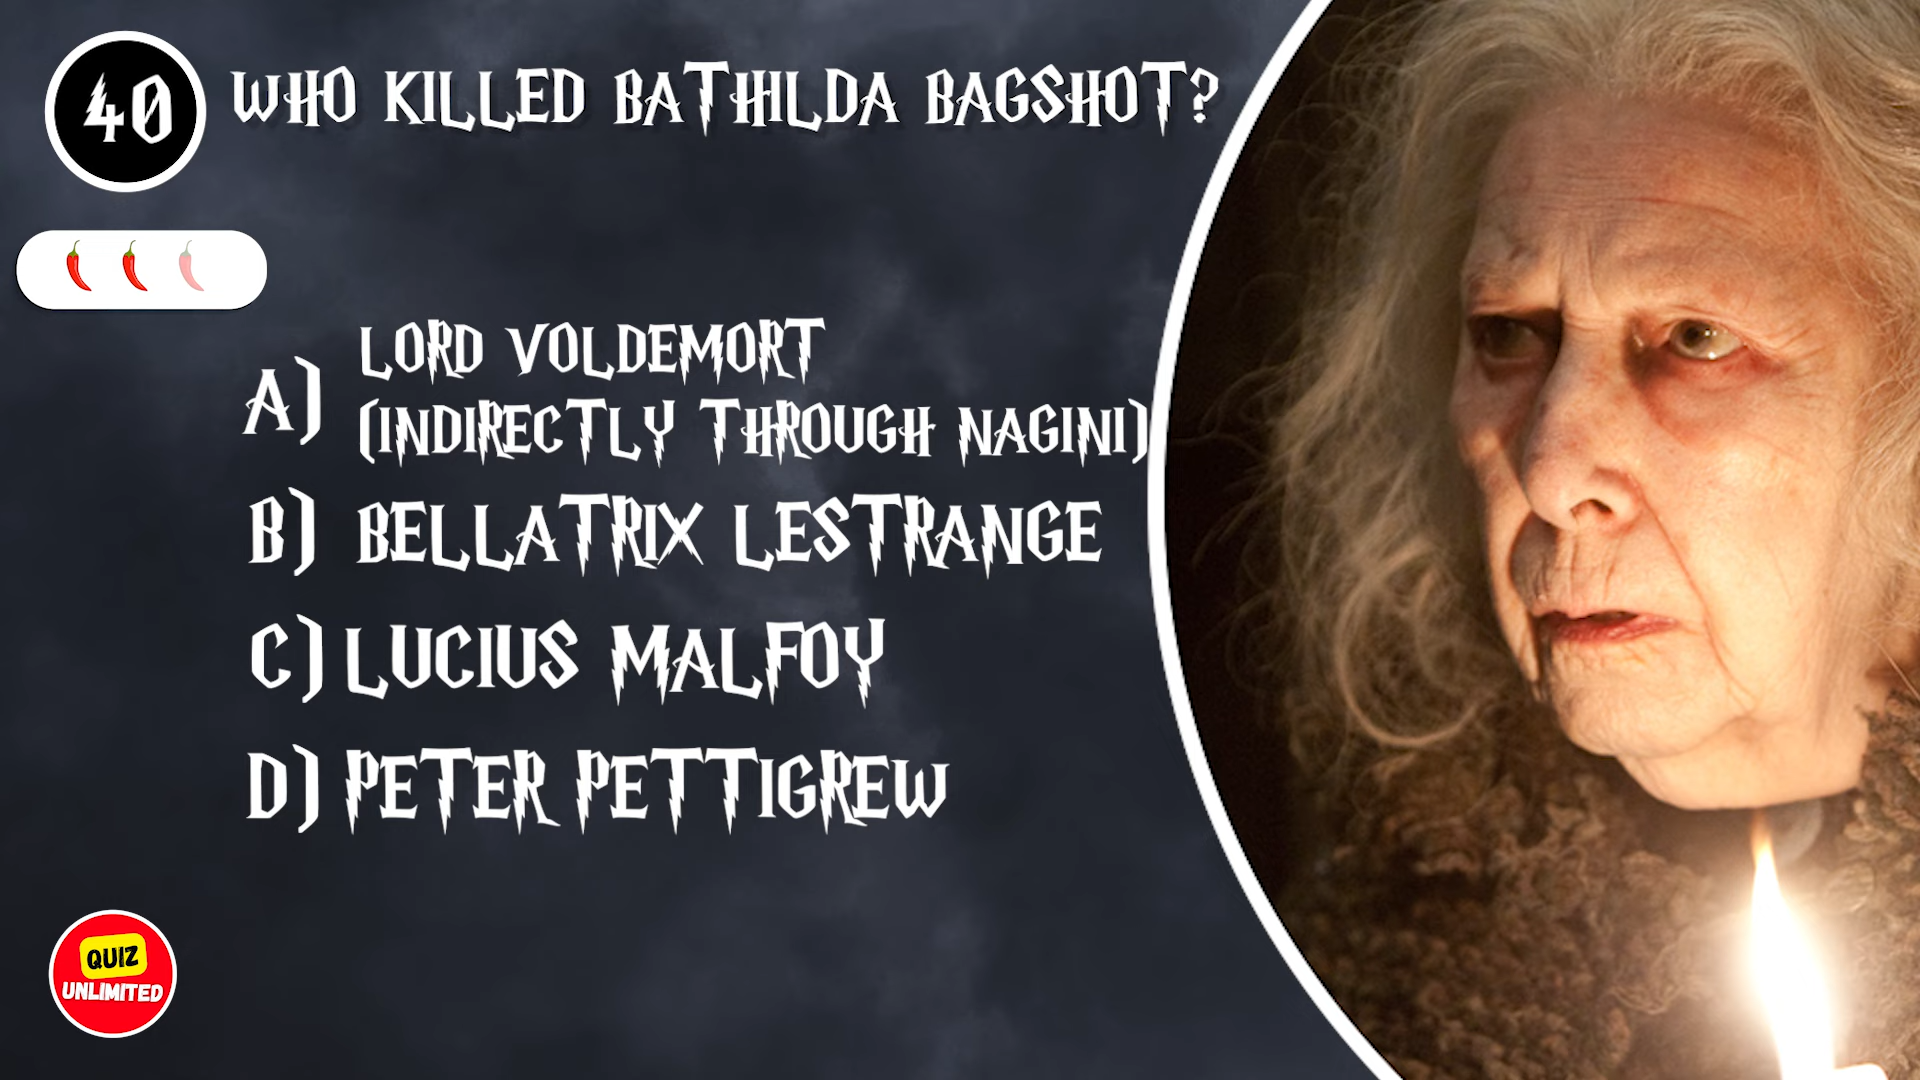 40 WHO KILLED BATHILDA BAGSHOT?
A) LORD VOLDEMORT
(INDIRECTLY THROUGH NAGINI)
B) BELLATRIX LESTRANGE
C) LUCIUS MALFOY
D) PETER PETTIGREW
QUIZ
UNLIMITED